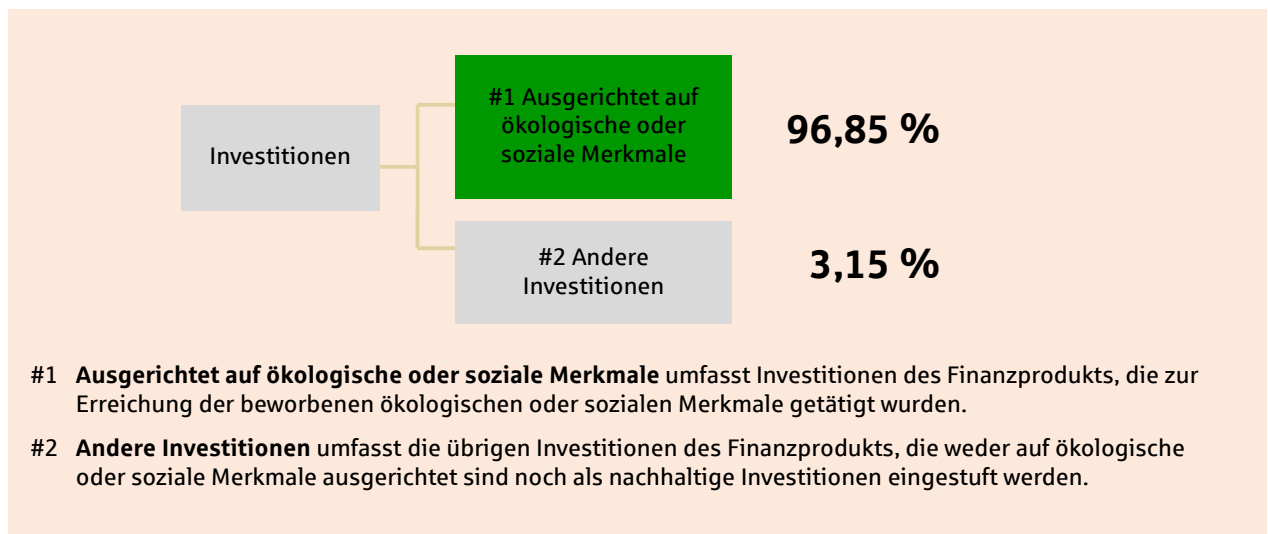 #1 Ausgerichtet auf
ökologische oder
soziale Merkmale
96,85 %
Investitionen
#2 Andere
Investitionen
3,15 %
#1 Ausgerichtet auf ökologische oder soziale Merkmale umfasst Investitionen des Finanzprodukts, die zur
Erreichung der beworbenen ökologischen oder sozialen Merkmale getätigt wurden.
#2 Andere Investitionen umfasst die übrigen Investitionen des Finanzprodukts, die weder auf ökologische
oder soziale Merkmale ausgerichtet sind noch als nachhaltige Investitionen eingestuft werden.